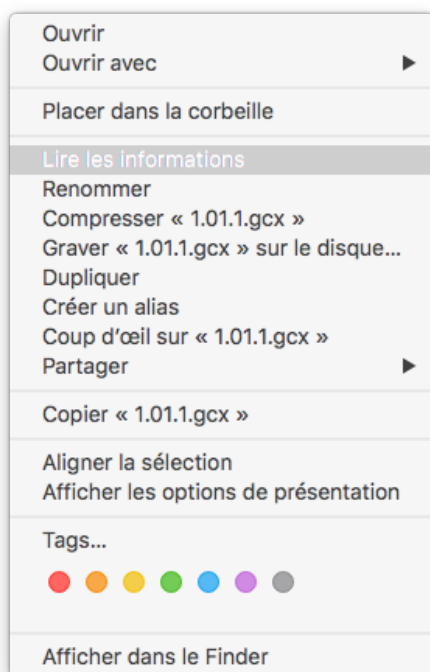 Ouvrir
Ouvrir avec
Placer dans la corbeille
Lire les informations
Renommer
Compresser « 1.01.1.gcx »
Graver « 1.01.1.gcx » sur le disque...
Dupliquer
Créer un alias
Coup d'œil sur « 1.01.1.gcx »
Partager
Copier « 1.01.1.gcx »
Aligner la sélection
Afficher les options de présentation
Tags...
Afficher dans le Finder